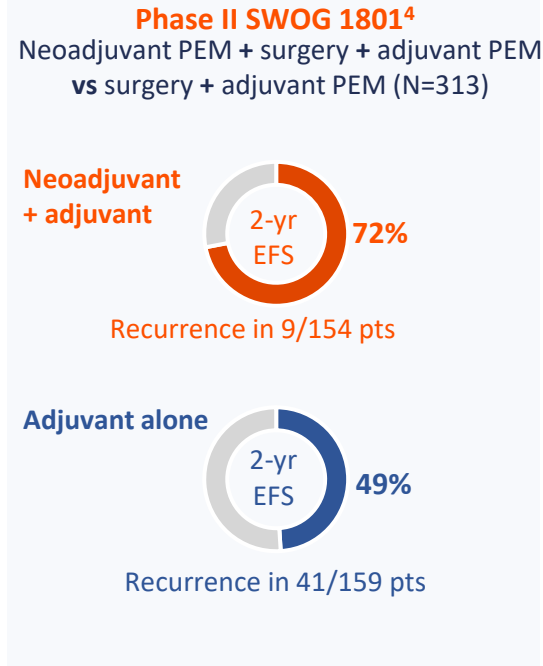 Phase II SWOG 1801⁴
Neoadjuvant PEM + surgery + adjuvant PEM
vs surgery + adjuvant PEM (N=313)
Neoadjuvant
+ adjuvant
2-yr
EFS
72%
Recurrence in 9/154 pts
Adjuvant alone
2-yr
EFS
49%
Recurrence in 41/159 pts